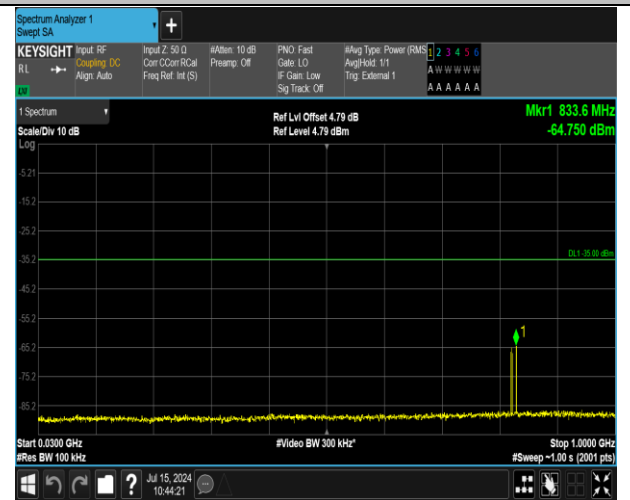 Spectrum Analyzer 1
Swept SA
+
KEYSIGHT
RL
LXI
Input: RF
Coupling: DC
Align: Auto
Input Z: 50 Ω
Corr CCorr RCal
Freq Ref: Int (S)
#Atten: 10 dB
Preamp: Off
PNO: Fast
Gate: LO
IF Gain: Low
Sig Track: Off
#Avg Type: Power (RMS
Avg|Hold: 1/1
Trig: External 1
1 2 3 4 5 6
A W W W W W
A A A A A A
1 Spectrum
Scale/Div 10 dB
Log
Ref Lvl Offset 4.79 dB
Ref Level 4.79 dBm
Mkr1 833.6 MHz
-64.750 dBm
-5.21
-15.2
-25.2
DL1 -35.00 dBm
-35.2
-45.2
-55.2
1
-65.2
-75.2
-85.2
Start 0.0300 GHz
#Res BW 100 kHz
#Video BW 300 kHz*
Stop 1.0000 GHz
#Sweep ~1.00 s (2001 pts)
?
Jul 15, 2024
10:44:21